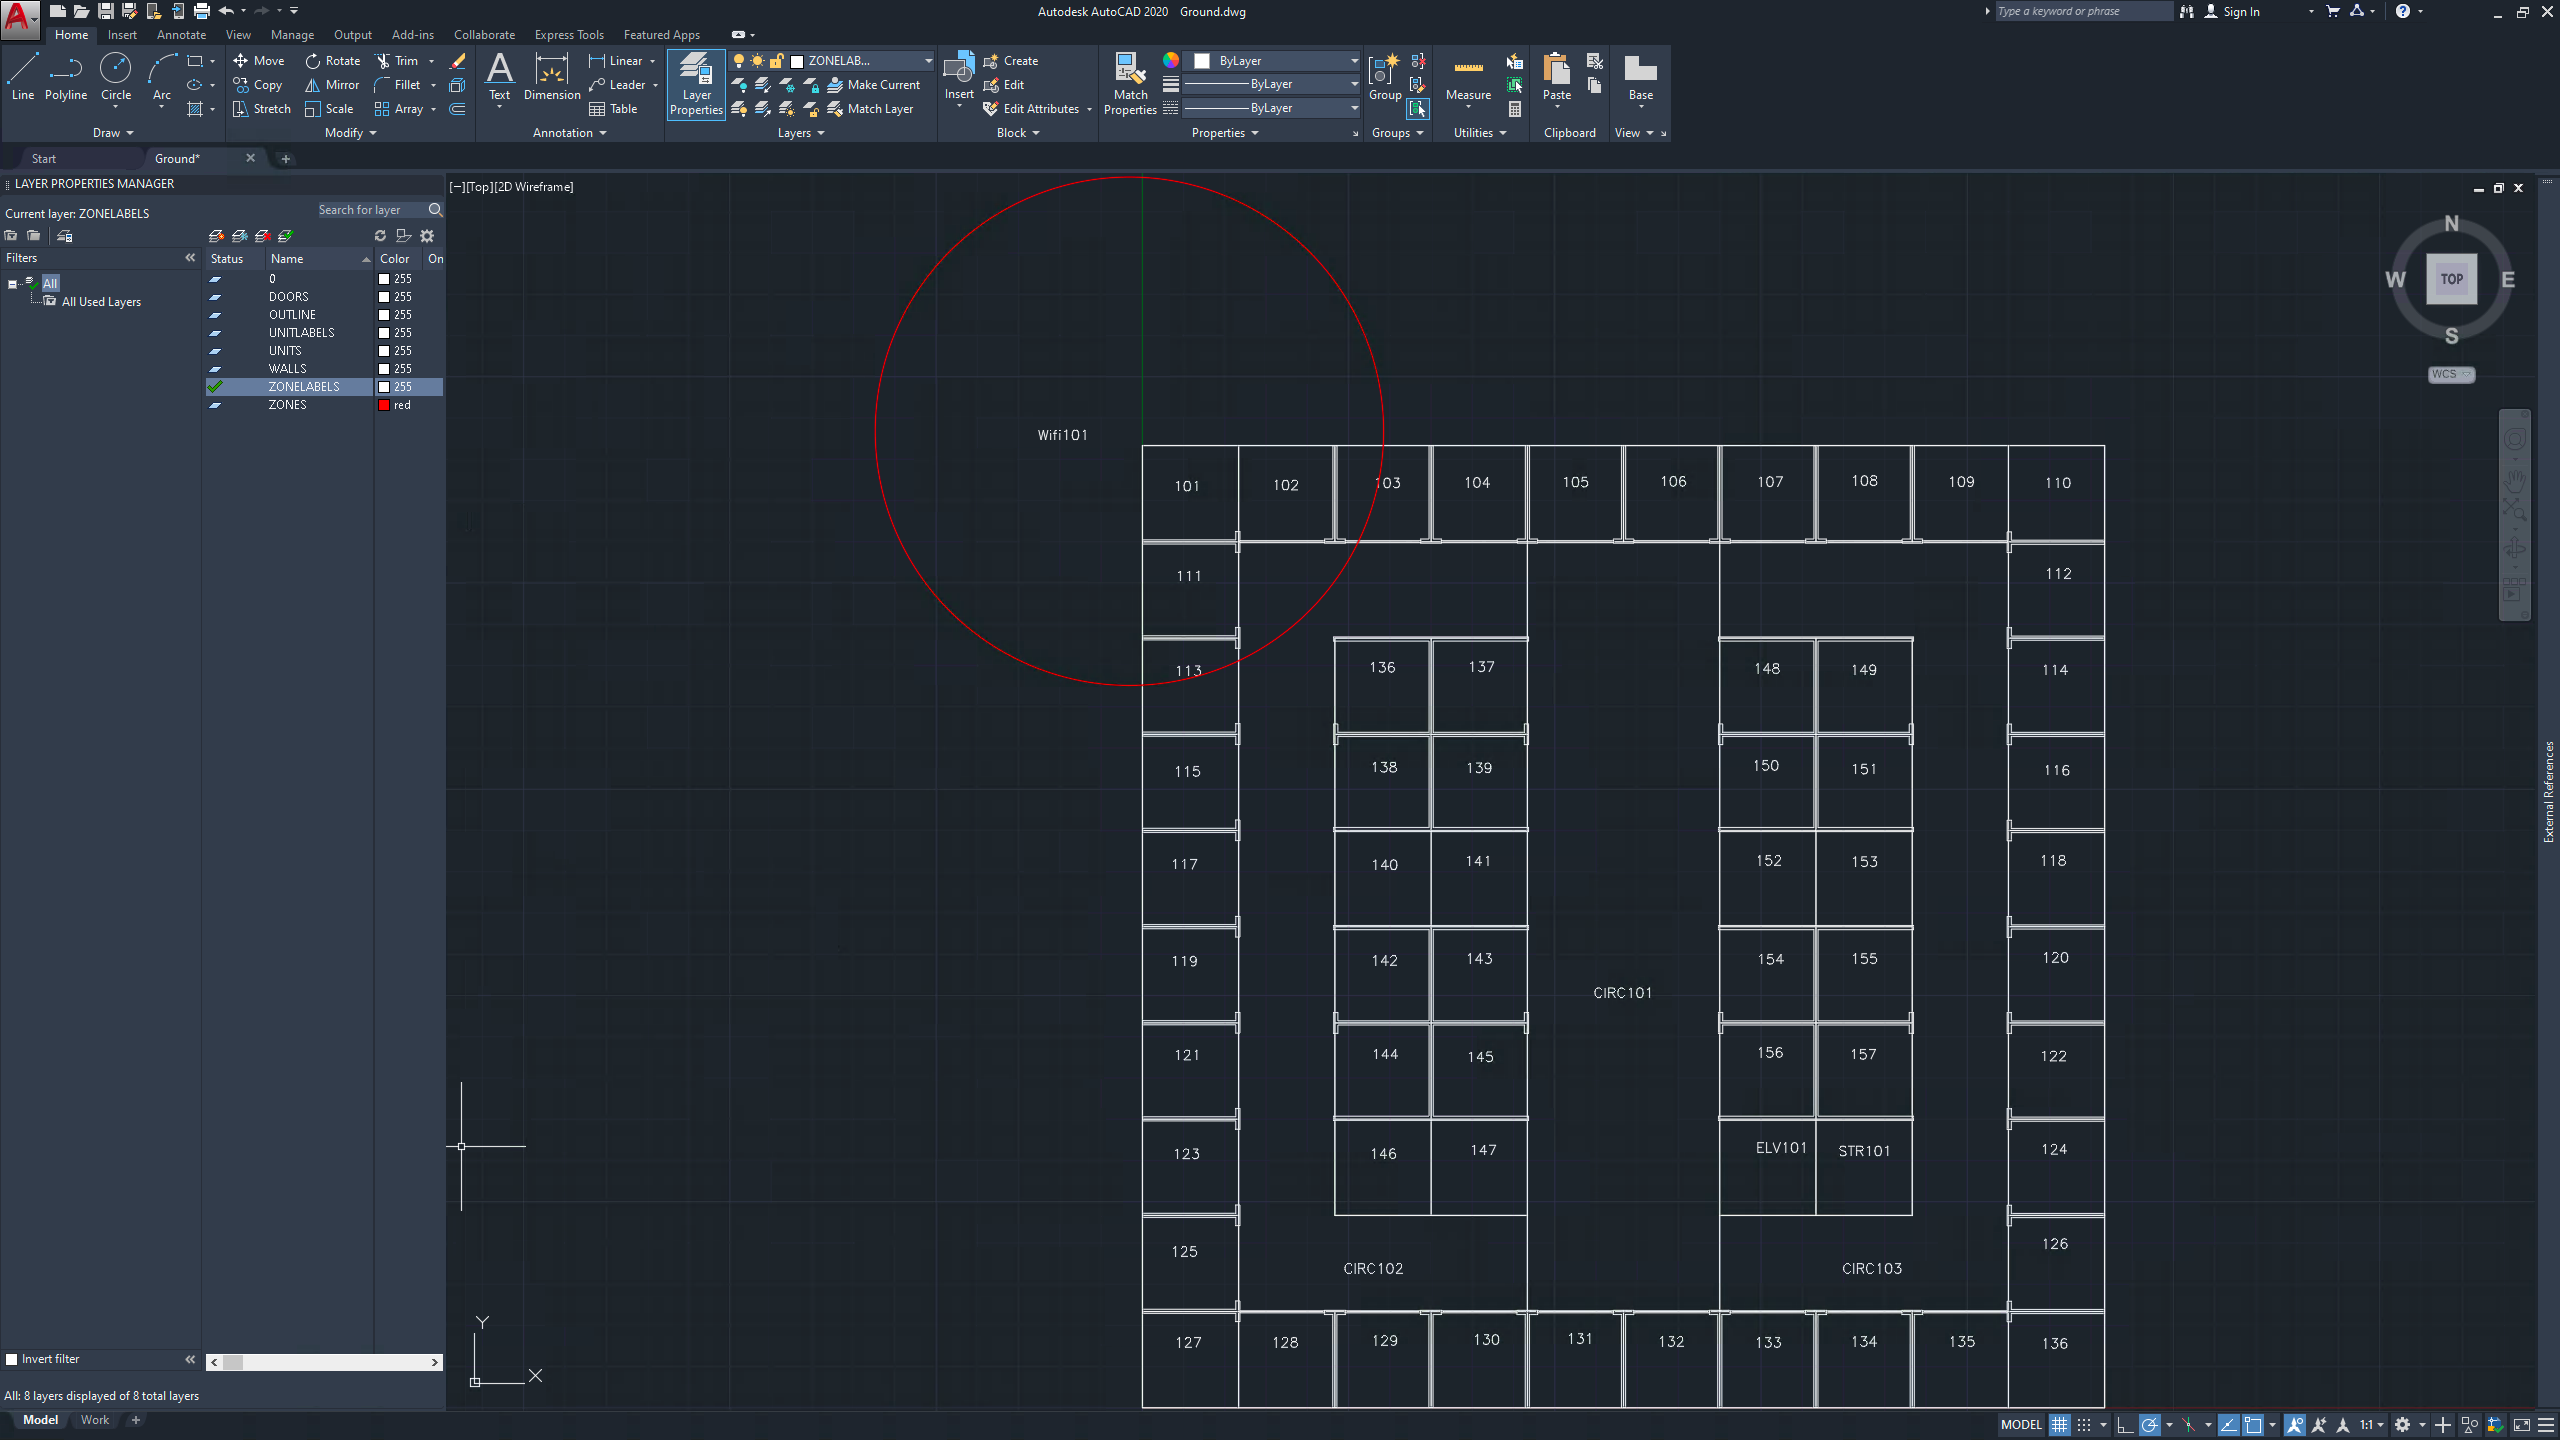 Autodesk AutoCAD 2020 Ground.dwg
Type a keyword or phrase
Sign In
Home Insert Annotate View Manage Output Add-ins Collaborate Express Tools Featured Apps
Line Polyline Circle Arc
Move Rotate Trim
Copy Mirror Fillet
Stretch Scale Array
Text Dimension
Linear
Leader
Table
Layer Properties
ZONELAB...
Make Current
Match Layer
Insert
Create
Edit
Edit Attributes
Match Properties
ByLayer
ByLayer
ByLayer
Group
Measure
Paste
Base
Draw Modify Annotation Layers Block Properties Groups Utilities Clipboard View
Start Ground*
LAYER PROPERTIES MANAGER
Current layer: ZONELABELS
Search for layer
Filters
All
All Used Layers
Status Name Color On
0 255
DOORS 255
OUTLINE 255
UNITLABELS 255
UNITS 255
WALLS 255
ZONELABELS 255
ZONES red
Invert filter
All: 8 layers displayed of 8 total layers
Model Work
[−][Top][2D Wireframe]
N
W TOP E
S
WCS
External References
Wifi101
101 102 103 104 105 106 107 108 109 110
111 112
113 136 137 148 149 114
115 138 139 150 151 116
117 140 141 152 153 118
119 142 143 154 155 120
CIRC101
121 144 145 156 157 122
123 146 147 ELV101 STR101 124
125 126
CIRC102 CIRC103
127 128 129 130 131 132 133 134 135 136
Y
X
MODEL 1:1